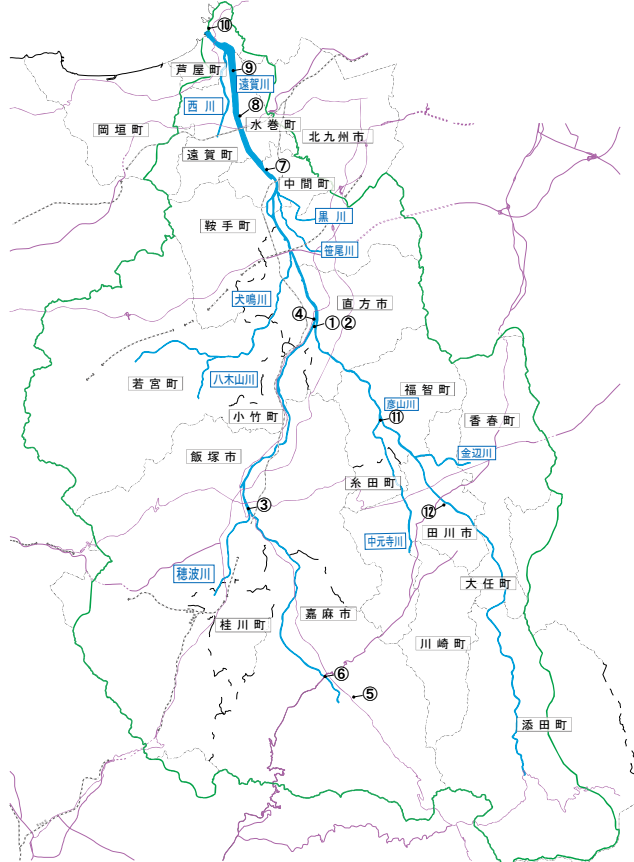 ⑩
芦屋町
⑨
遠賀川
西川
⑧
水巻町
岡垣町
北九州市
遠賀町
⑦
中間町
黒川
鞍手町
笹尾川
犬鳴川
直方市
④
①②
八木山川
若宮町
福智町
彦山川
小竹町
⑪
香春町
飯塚市
金辺川
糸田町
③
⑫
田川市
中元寺川
穂波川
大任町
嘉麻市
桂川町
川崎町
⑥
⑤
添田町